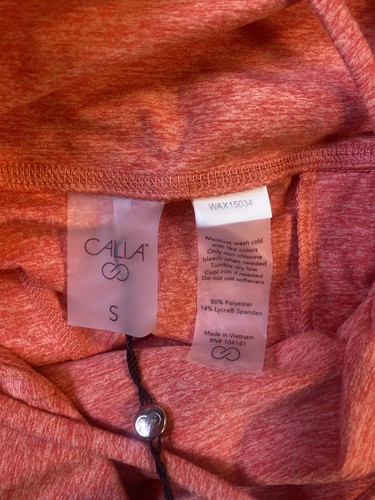 CALIA™
S
WAX15034
Machine wash cold
with like colors
Only non-chlorine
bleach when needed
Tumble dry low
Cool iron if needed
Do not use softeners
86% Polyester
14% Lycra® Spandex
Made in Vietnam
RN# 104141